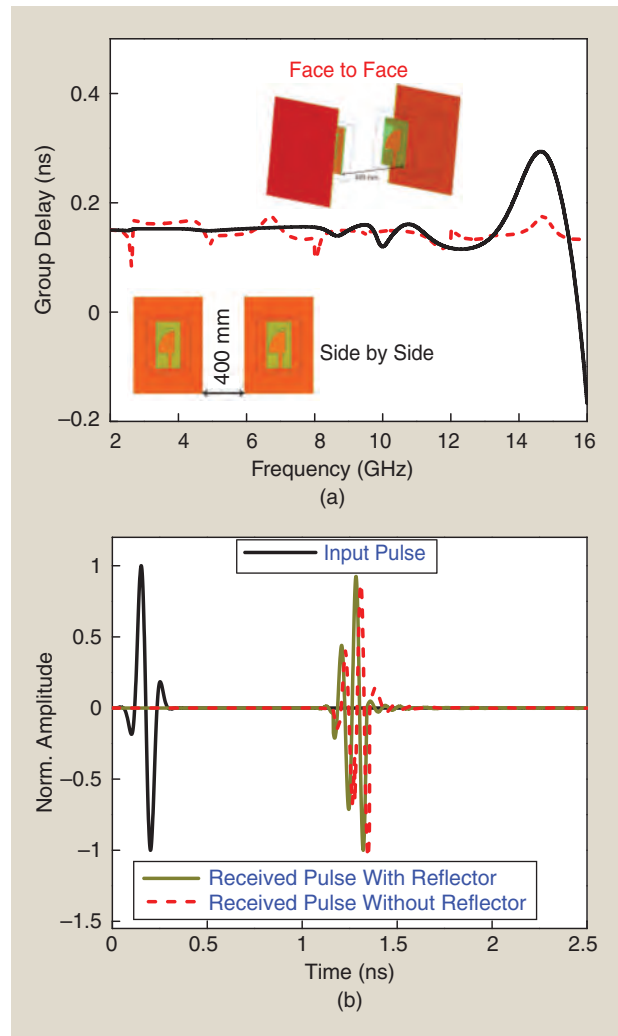 0.4
0.2
0
–0.2
Group Delay (ns)
Face to Face
400 mm
Side by Side
2 4 6 8 10 12 14 16
Frequency (GHz)
(a)
1
0.5
0
–0.5
–1
–1.5
Norm. Amplitude
Input Pulse
Received Pulse With Reflector
Received Pulse Without Reflector
0 0.5 1 1.5 2 2.5
Time (ns)
(b)